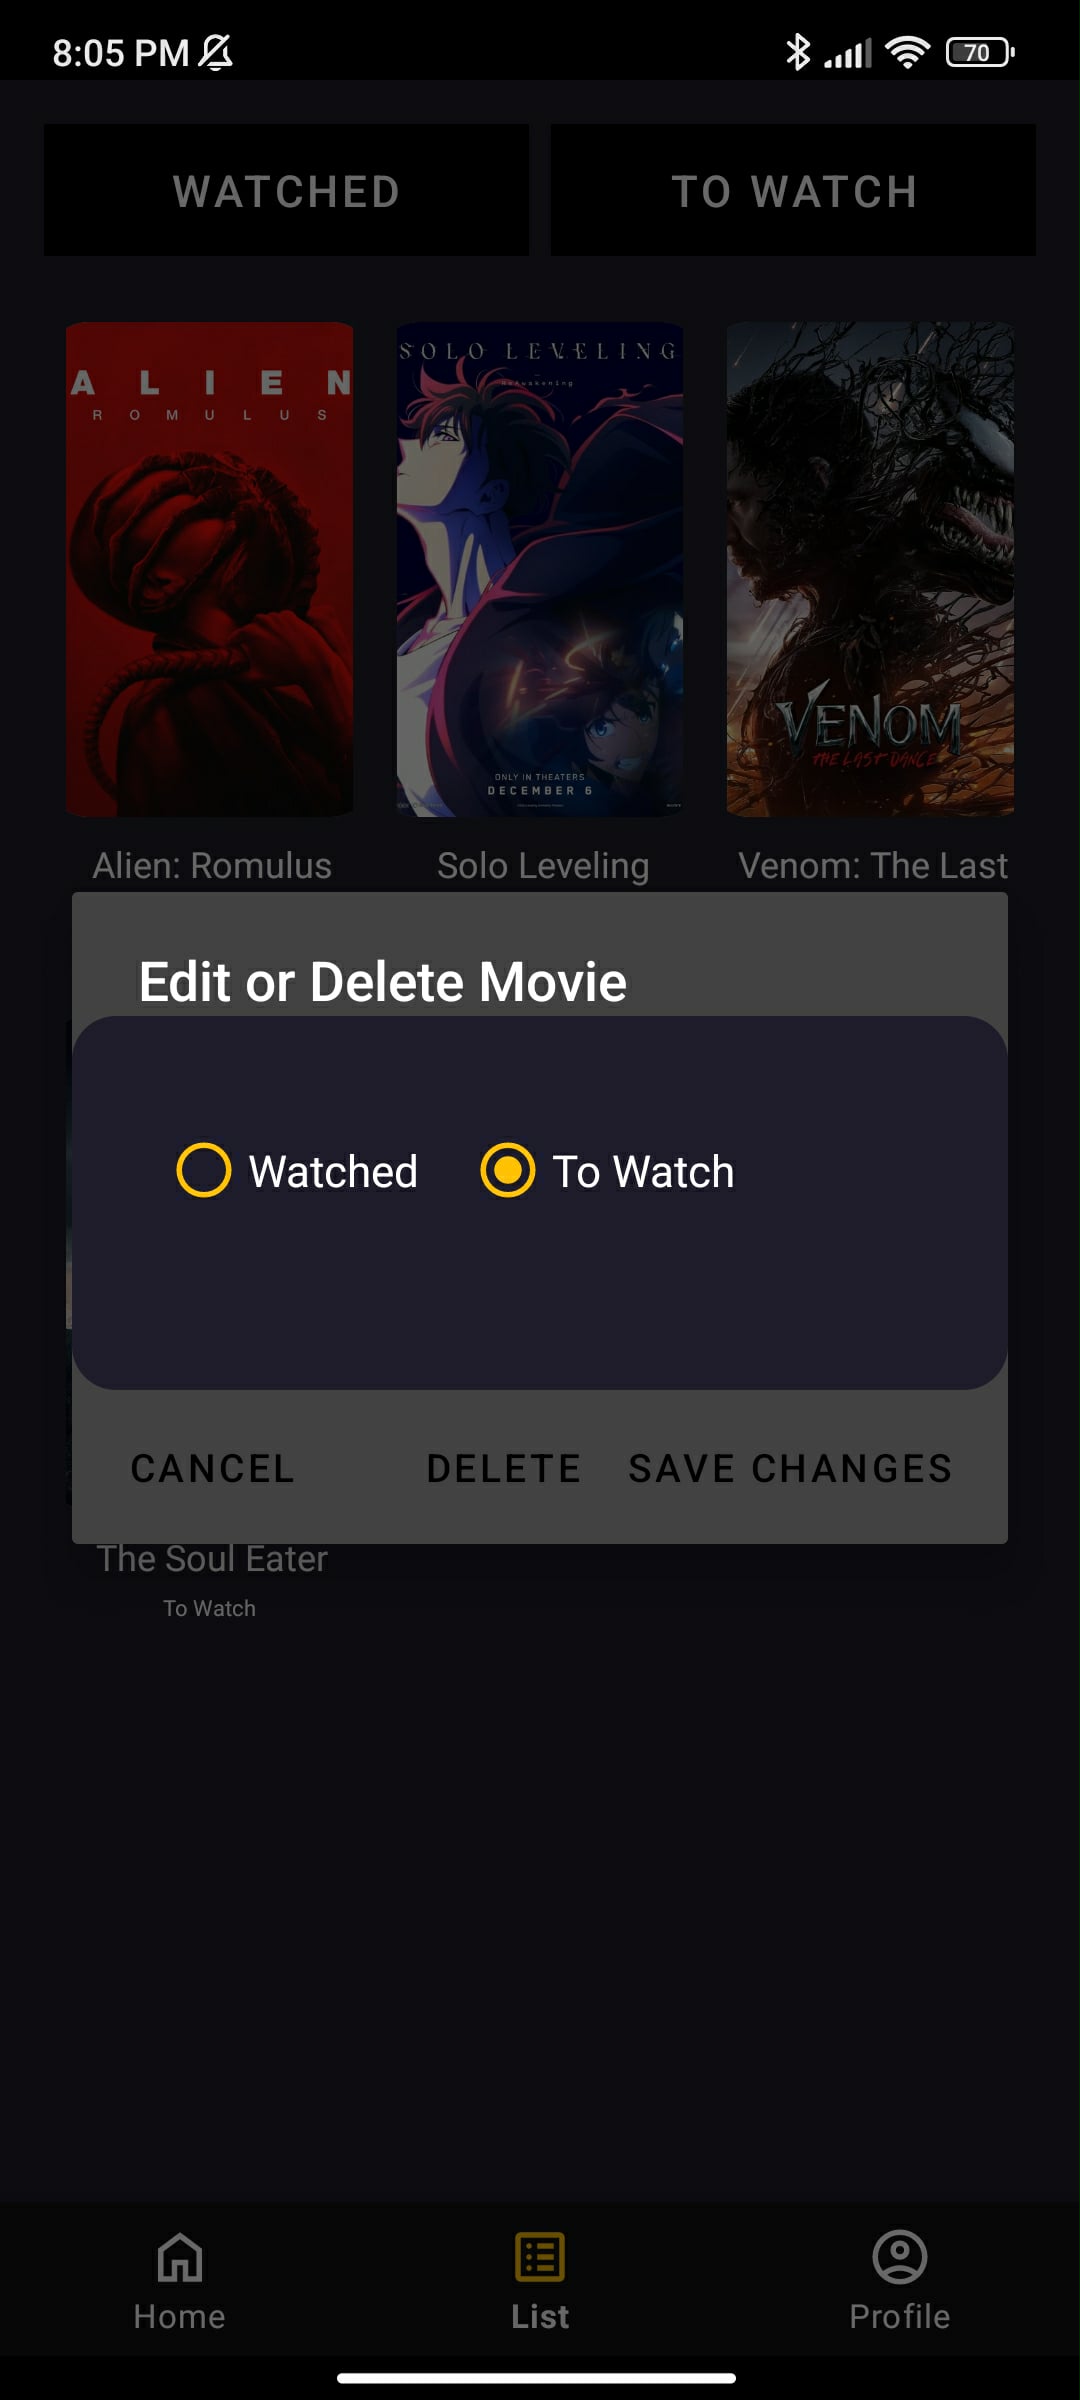 8:05 PM
70
WATCHED
TO WATCH
ALIEN
ROMULUS
SOLO LEVELING
ReAwakening
ONLY IN THEATERS
DECEMBER 6
VENOM
THE LAST DANCE
Alien: Romulus
Solo Leveling
Venom: The Last
Edit or Delete Movie
Watched
To Watch
CANCEL
DELETE
SAVE CHANGES
The Soul Eater
To Watch
Home
List
Profile